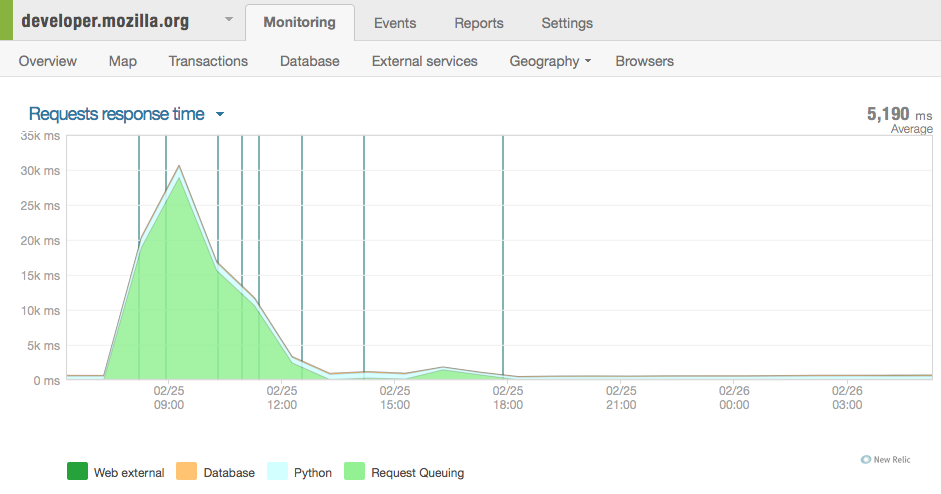 developer.mozilla.org Monitoring Events Reports Settings
Overview Map Transactions Database External services Geography Browsers
Requests response time 5,190 ms
Average
35k ms
30k ms
25k ms
20k ms
15k ms
10k ms
5k ms
0 ms
02/25 02/25 02/25 02/25 02/25 02/26 02/26
09:00 12:00 15:00 18:00 21:00 00:00 03:00
Web external Database Python Request Queuing
New Relic